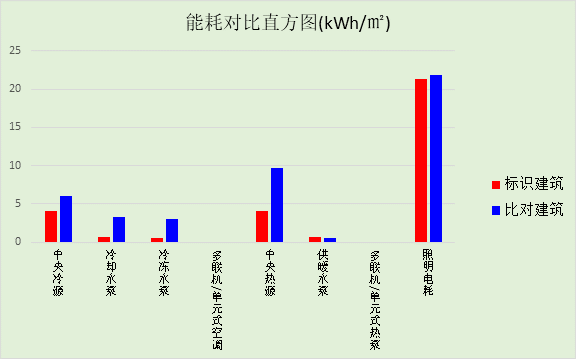 能耗对比直方图(kWh/㎡)
25
20
15
10
5
0
中央冷源
冷却水泵
冷冻水泵
多联机/单元式空调
中央热源
供暖水泵
多联机/单元式热泵
照明电耗
标识建筑
比对建筑